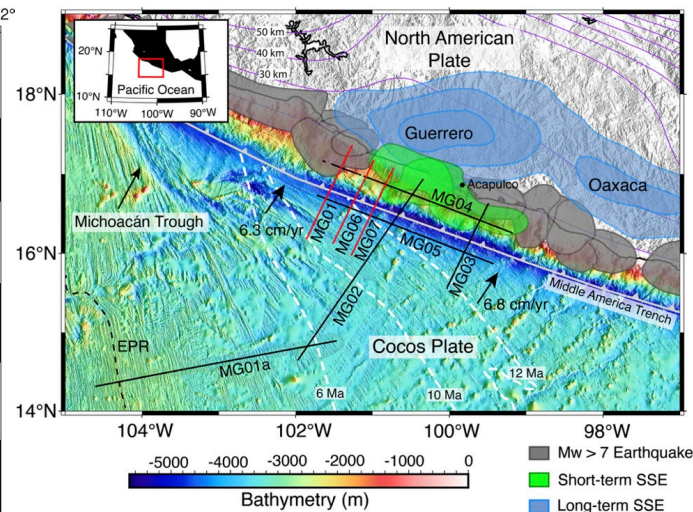 2°
50 km
40 km
30 km
20°N
10°N
Pacific Ocean
110°W
100°W
90°W
North American
Plate
18°N
Guerrero
Oaxaca
Acapulco
Michoacán Trough
6.3 cm/yr
MG01
MG06
MG07
MG04
MG05
MG03
MG02
16°N
6.8 cm/yr
Middle America Trench
EPR
Cocos Plate
MG01a
6 Ma
10 Ma
12 Ma
14°N
104°W
102°W
100°W
98°W
-5000
-4000
-3000
-2000
-1000
0
Bathymetry (m)
Mw > 7 Earthquake
Short-term SSE
Long-term SSE